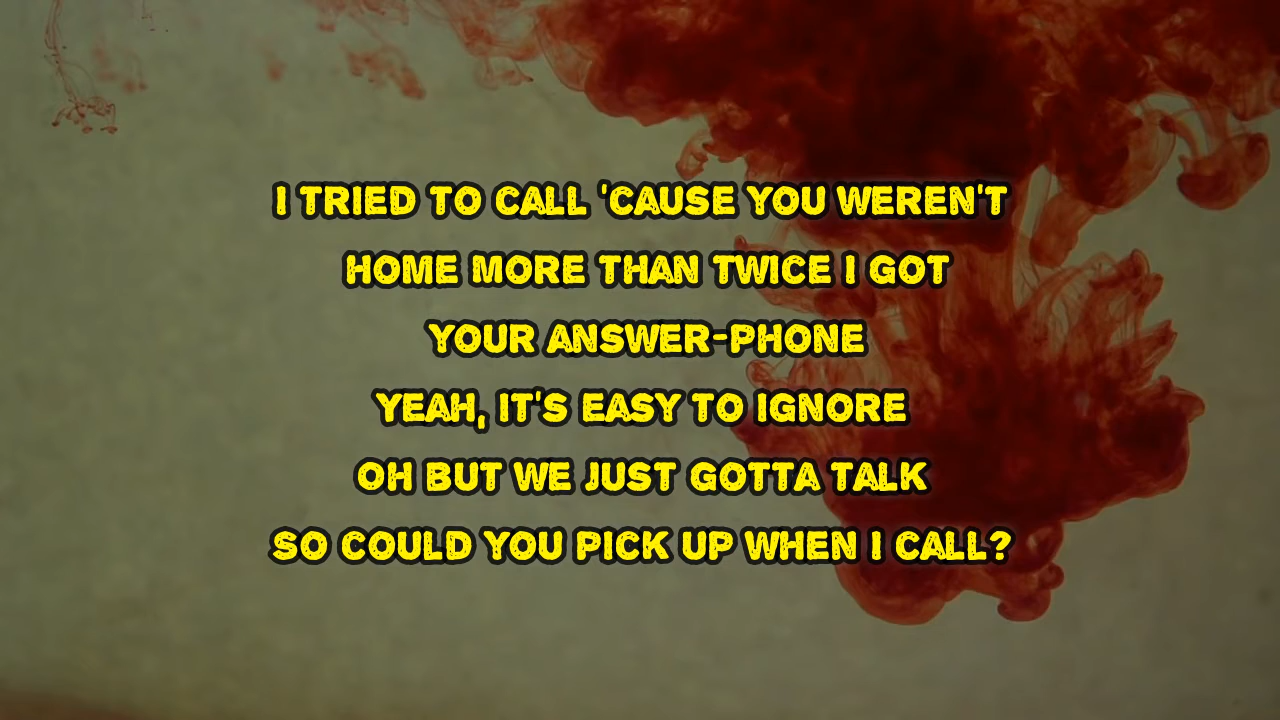 I TRIED TO CALL 'CAUSE YOU WEREN'T
HOME MORE THAN TWICE I GOT
YOUR ANSWER-PHONE
YEAH, IT'S EASY TO IGNORE
OH BUT WE JUST GOTTA TALK
SO COULD YOU PICK UP WHEN I CALL?